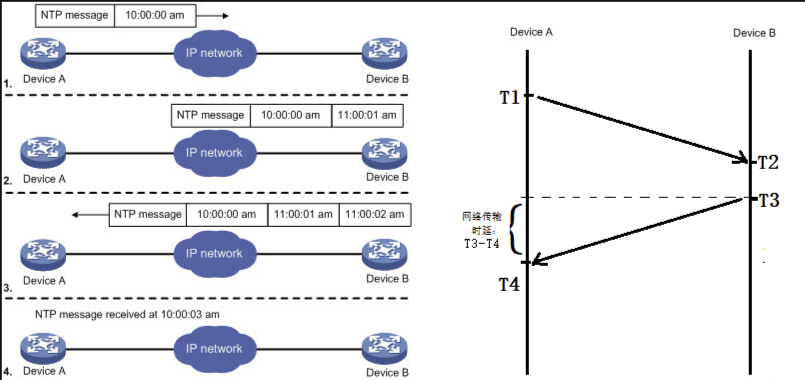 NTP message 10:00:00 am
IP network
Device A Device B
1.
NTP message 10:00:00 am 11:00:01 am
IP network
Device A Device B
2.
NTP message 10:00:00 am 11:00:01 am 11:00:02 am
IP network
Device A Device B
3.
NTP message received at 10:00:03 am
IP network
Device A Device B
4.
Device A Device B
T1
T2
T3
网络传输
时延:
T3-T4
T4